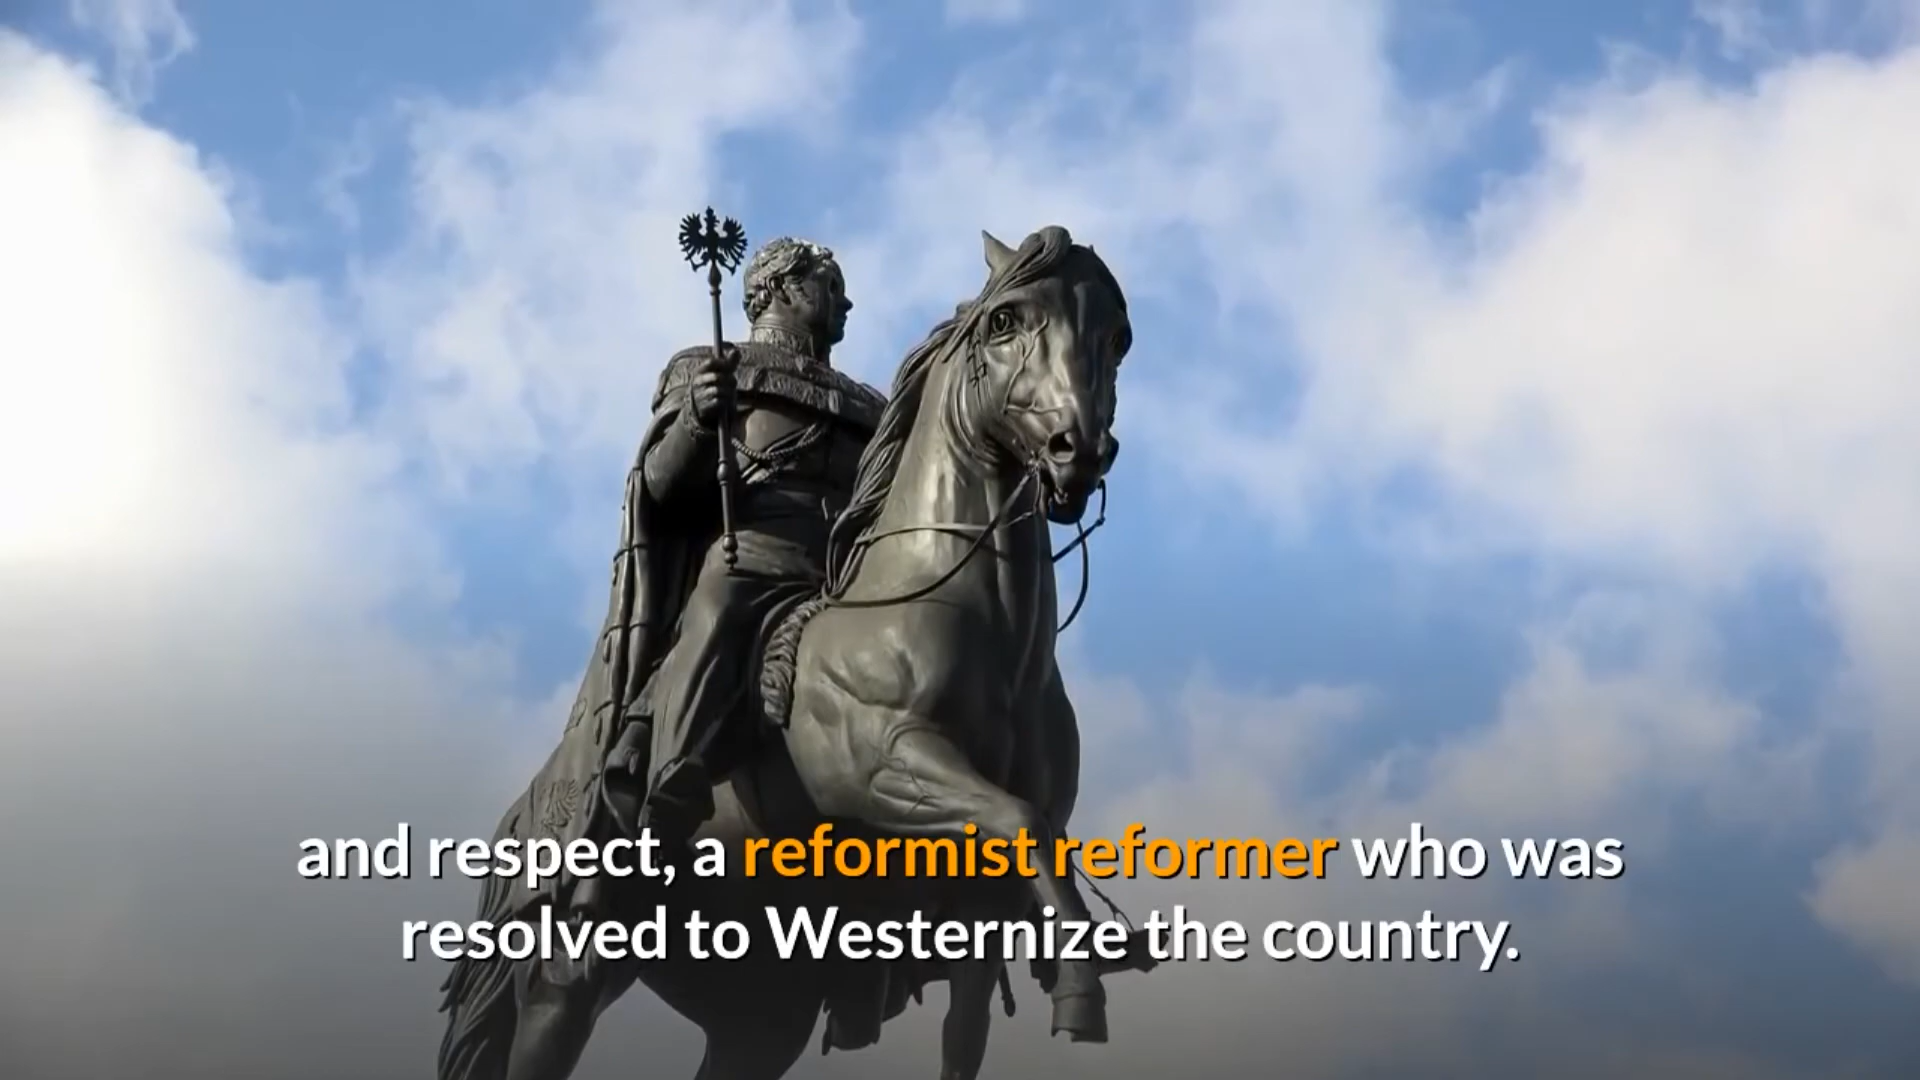 and respect, a reformist reformer who was
resolved to Westernize the country.